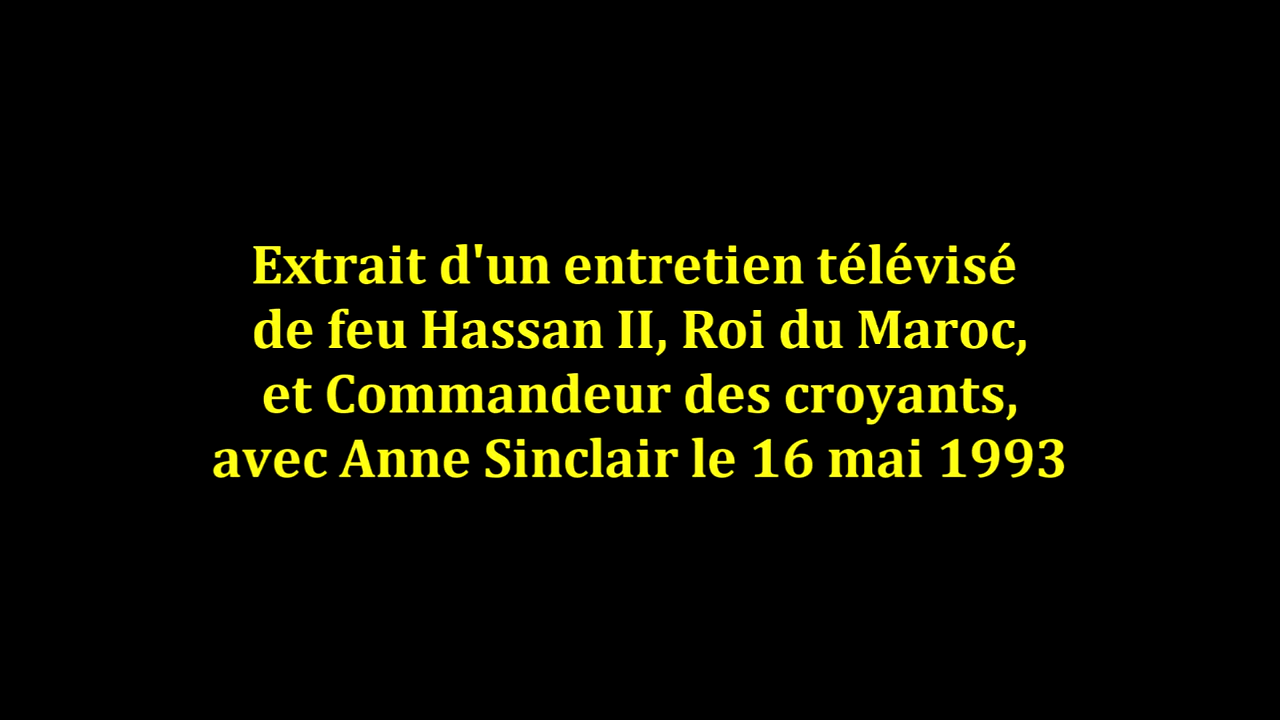 Extrait d'un entretien télévisé
de feu Hassan II, Roi du Maroc,
et Commandeur des croyants,
avec Anne Sinclair le 16 mai 1993